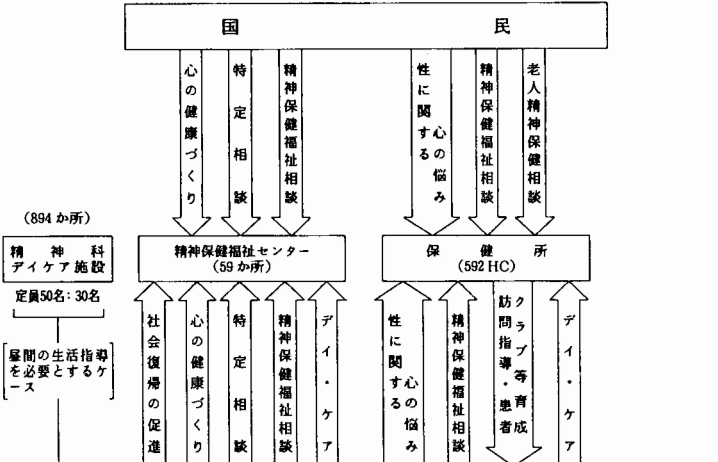 国民
心の健康づくり
特定相談
精神保健福祉相談
性に関する
心の悩み
精神保健福祉相談
老人精神保健相談
(894か所)
精神科
デイケア施設
定員50名:30名
昼間の生活指導
を必要とするケ
ース
精神保健福祉センター
(59か所)
保健所
(592 HC)
社会復帰の促進
心の健康づくり
特定相談
精神保健福祉相談
デイ・ケア
性に関する
心の悩み
精神保健福祉相談
クラブ等育成
訪問指導・患者
デイ・ケア